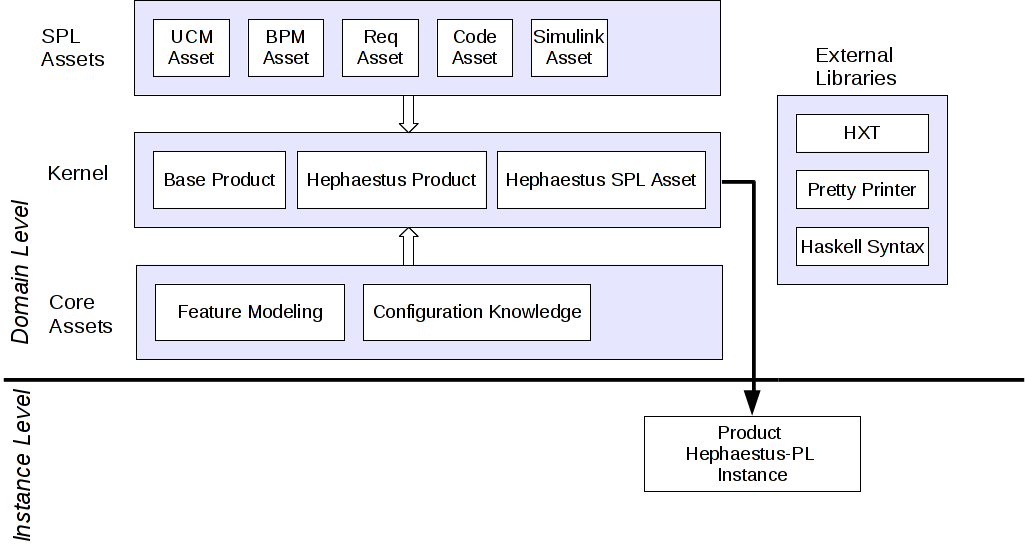 SPL
Assets
UCM
Asset
BPM
Asset
Req
Asset
Code
Asset
Simulink
Asset
External
Libraries
HXT
Pretty Printer
Haskell Syntax
Kernel
Base Product
Hephaestus Product
Hephaestus SPL Asset
Domain Level
Core
Assets
Feature Modeling
Configuration Knowledge
Instance Level
Product
Hephaestus-PL
Instance